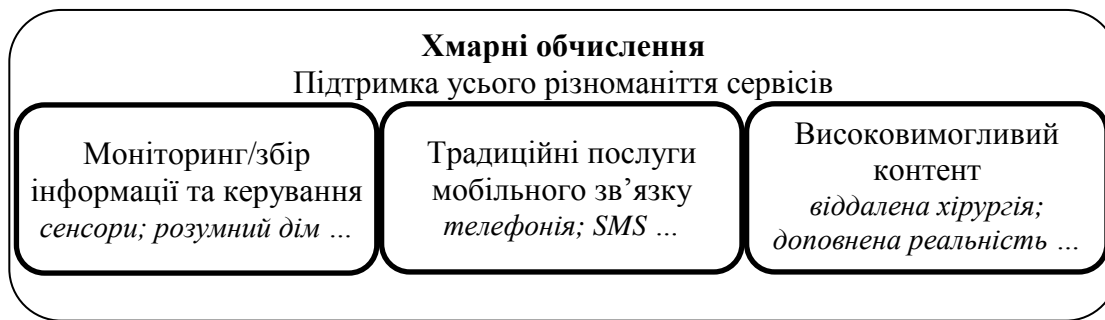 Хмарні обчислення
Підтримка усього різноманіття сервісів
Моніторинг/збір
інформації та керування
сенсори; розумний дім ...
Традиційні послуги
мобільного зв’язку
телефонія; SMS ...
Високовимогливий
контент
віддалена хірургія;
доповнена реальність ...